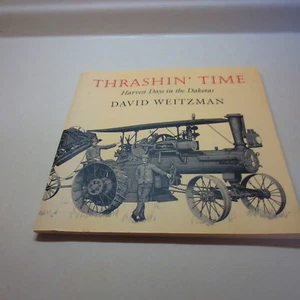 THRASHIN' TIME
Harvest Days in the Dakotas
DAVID WEITZMAN